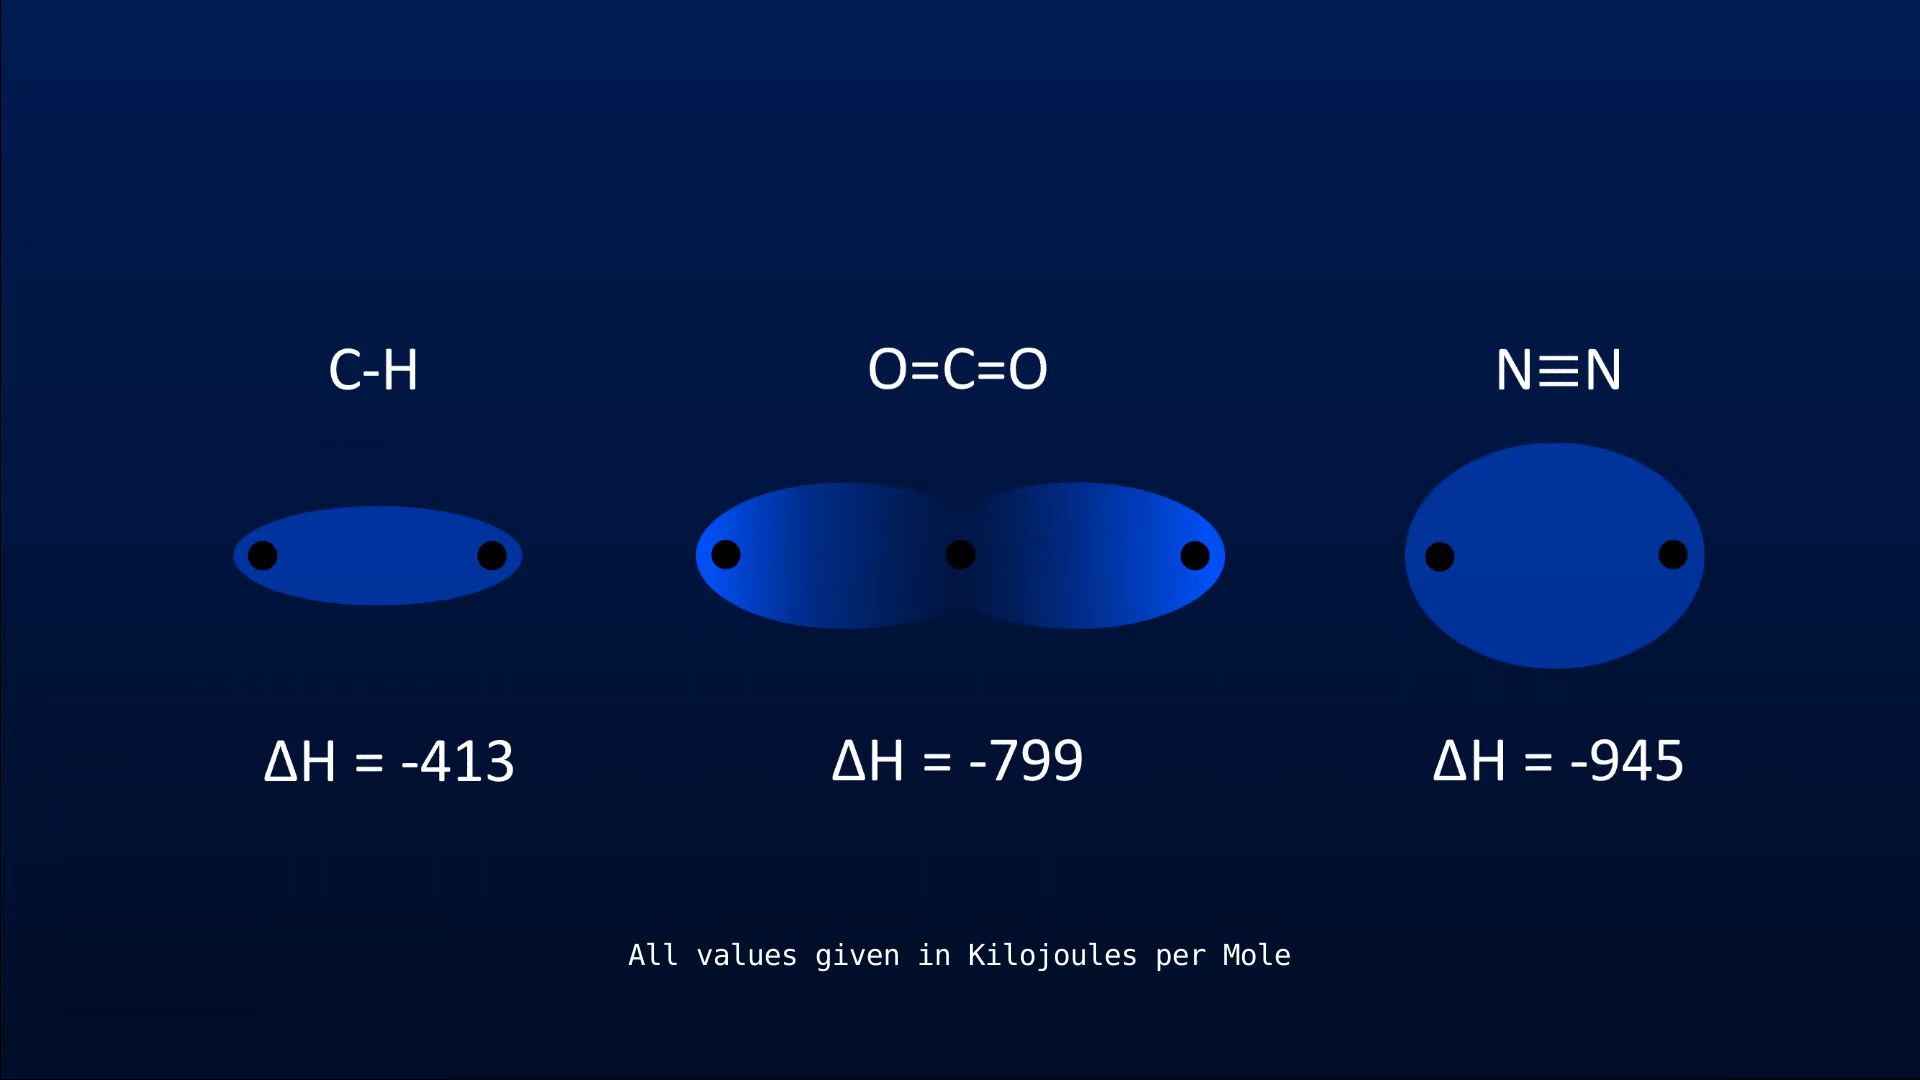 C-H
O=C=O
N≡N
ΔH = -413
ΔH = -799
ΔH = -945
All values given in Kilojoules per Mole